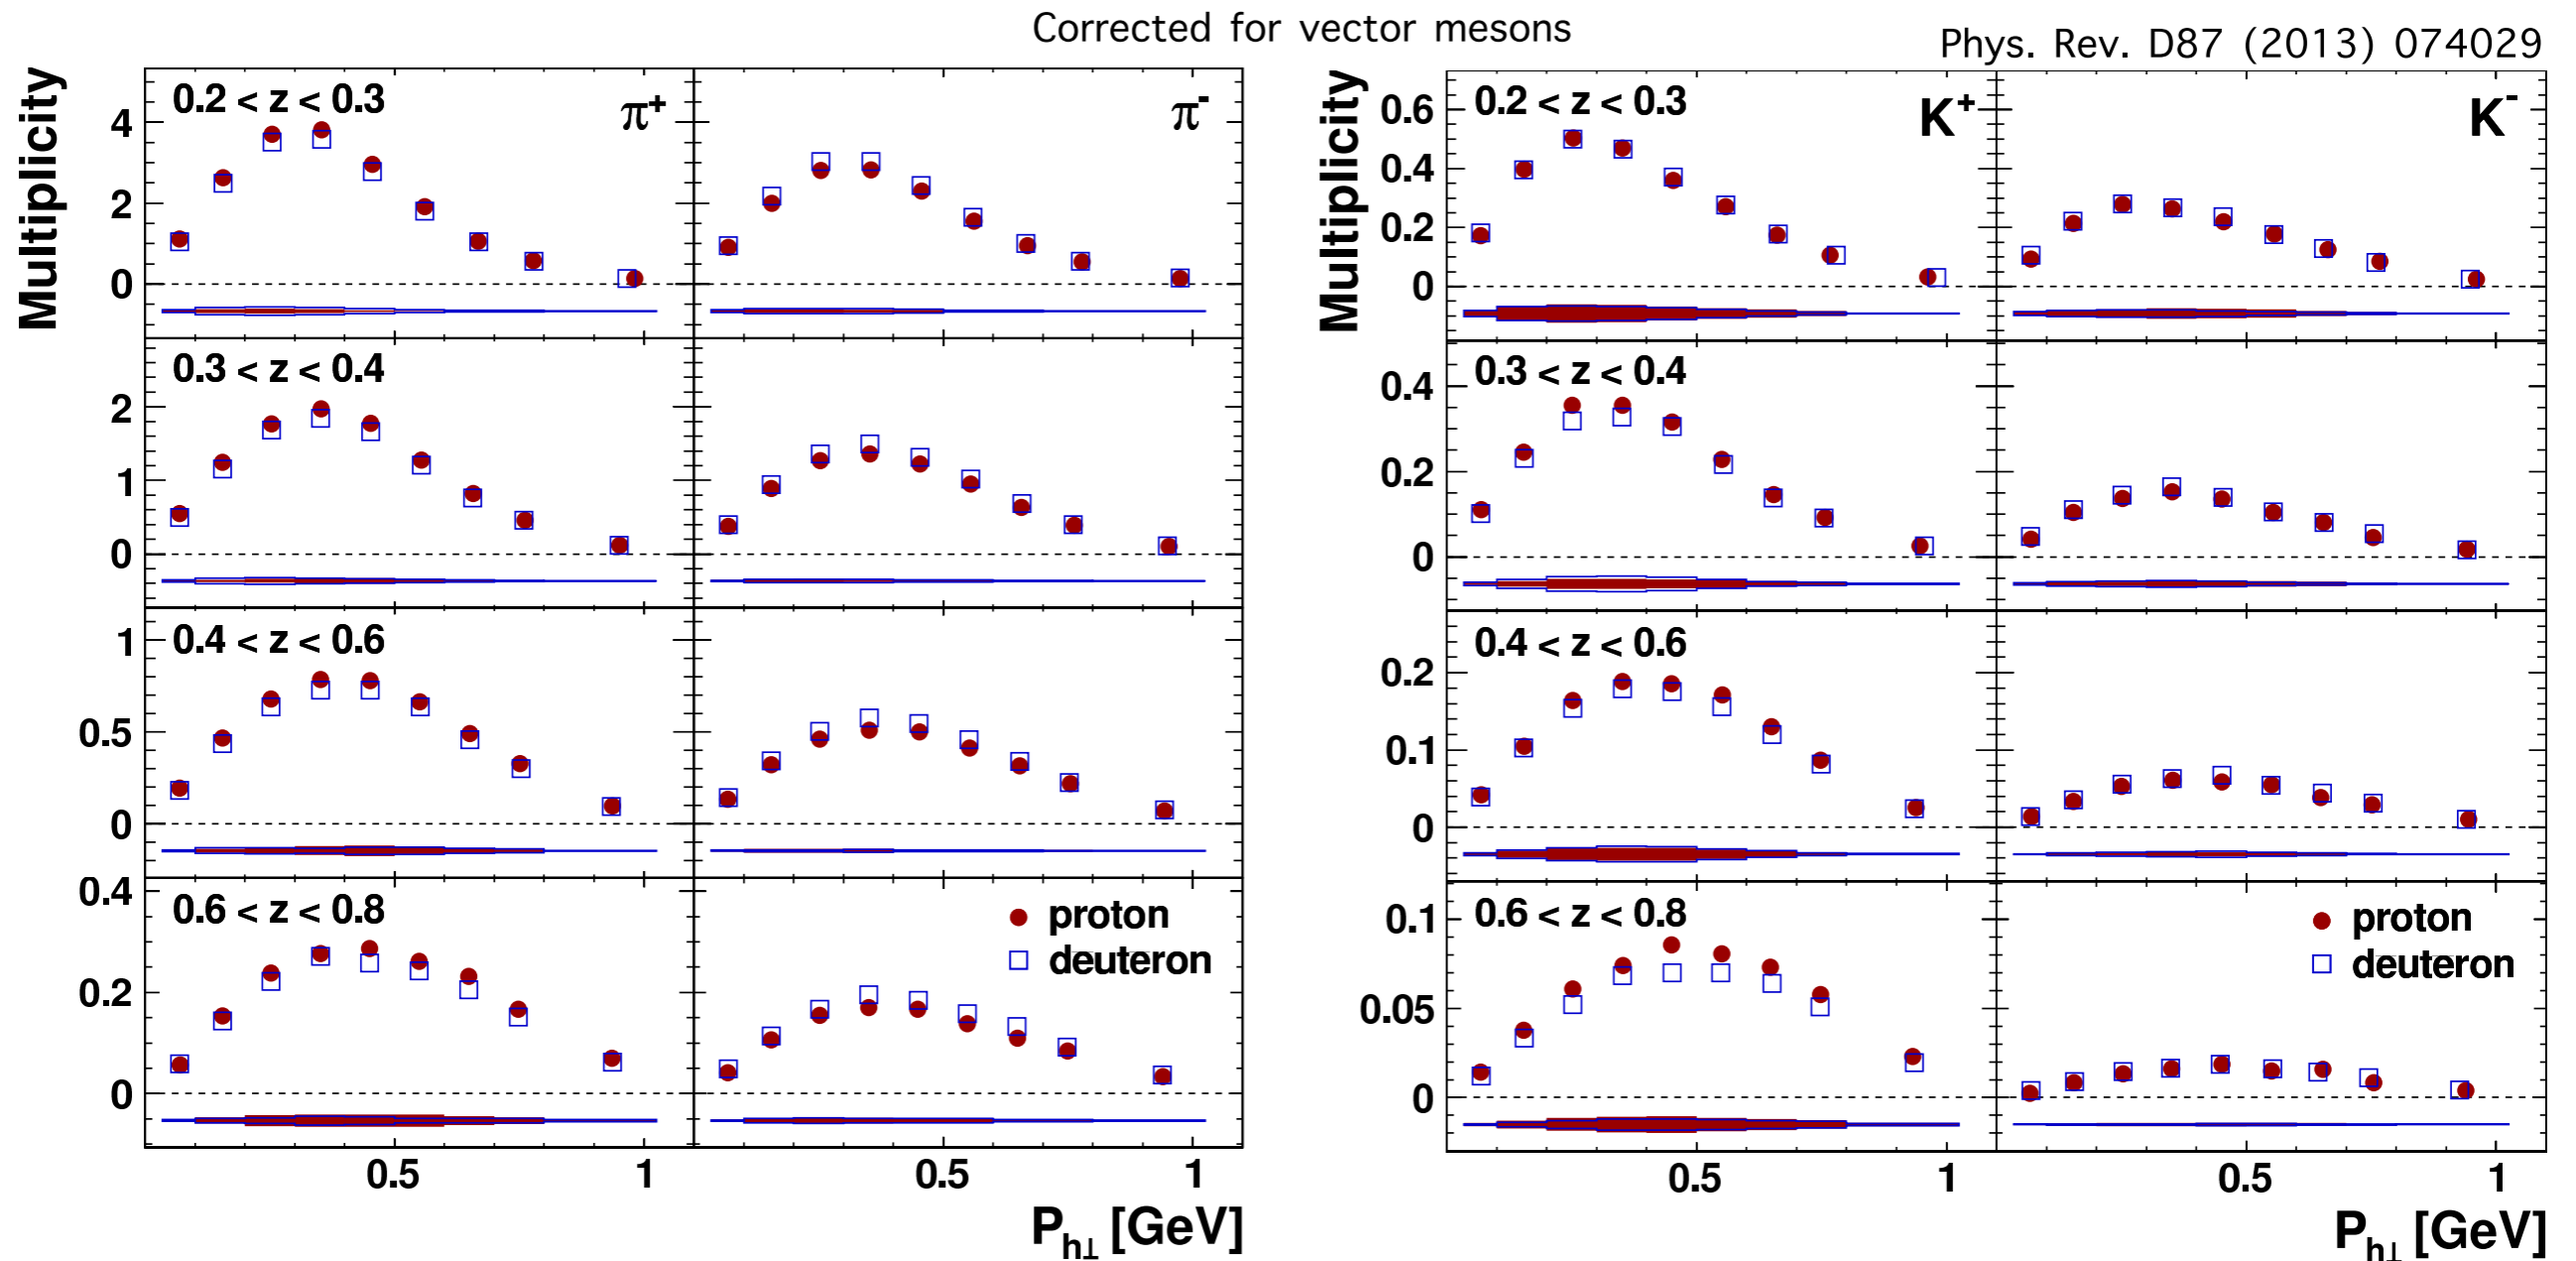 Corrected for vector mesons
Phys. Rev. D87 (2013) 074029
Multiplicity
0.2 < z < 0.3
π+
π-
4
2
0
0.3 < z < 0.4
2
1
0
0.4 < z < 0.6
1
0.5
0
0.6 < z < 0.8
0.4
0.2
0
proton
deuteron
0.5 1 0.5 1
Ph⊥ [GeV]
Multiplicity
0.2 < z < 0.3
K+
K-
0.6
0.4
0.2
0
0.3 < z < 0.4
0.4
0.2
0
0.4 < z < 0.6
0.2
0.1
0
0.6 < z < 0.8
0.1
0.05
0
proton
deuteron
0.5 1 0.5 1
Ph⊥ [GeV]